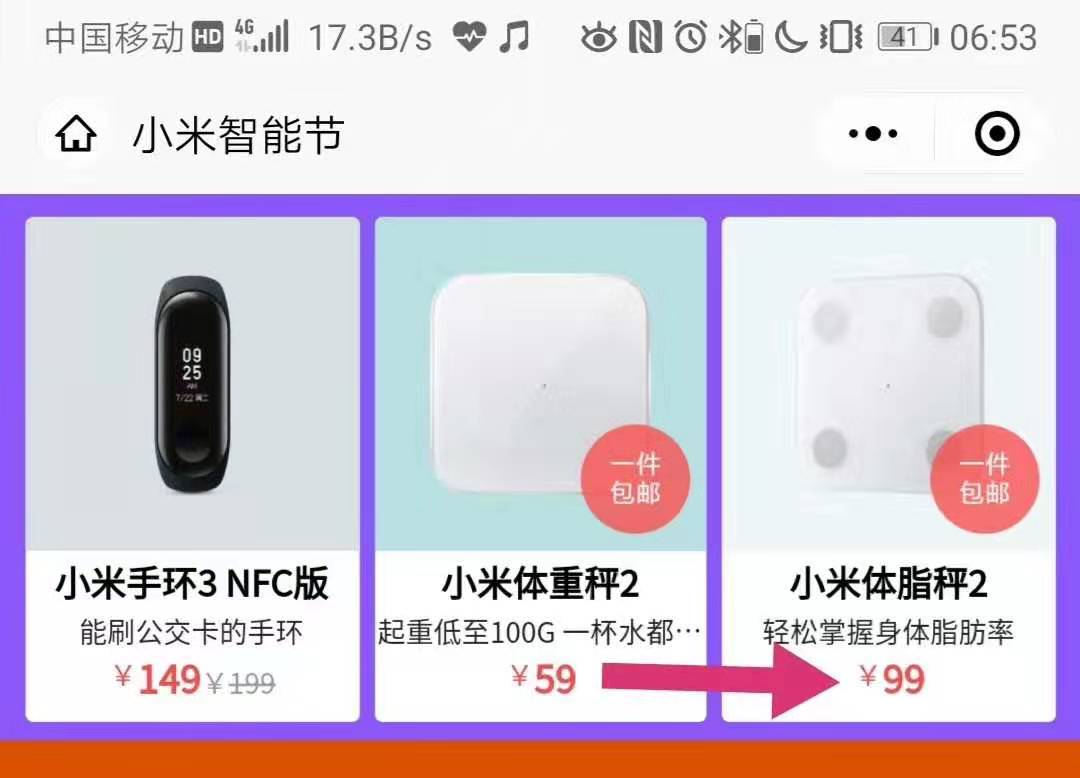 中国移动 HD 4G 17.3B/s 41 06:53
小米智能节
09
25
AM
7/22 周二
一件
包邮
一件
包邮
小米手环3 NFC版
能刷公交卡的手环
￥149 ￥199
小米体重秤2
起重低至100G 一杯水都…
￥59
小米体脂秤2
轻松掌握身体脂肪率
￥99